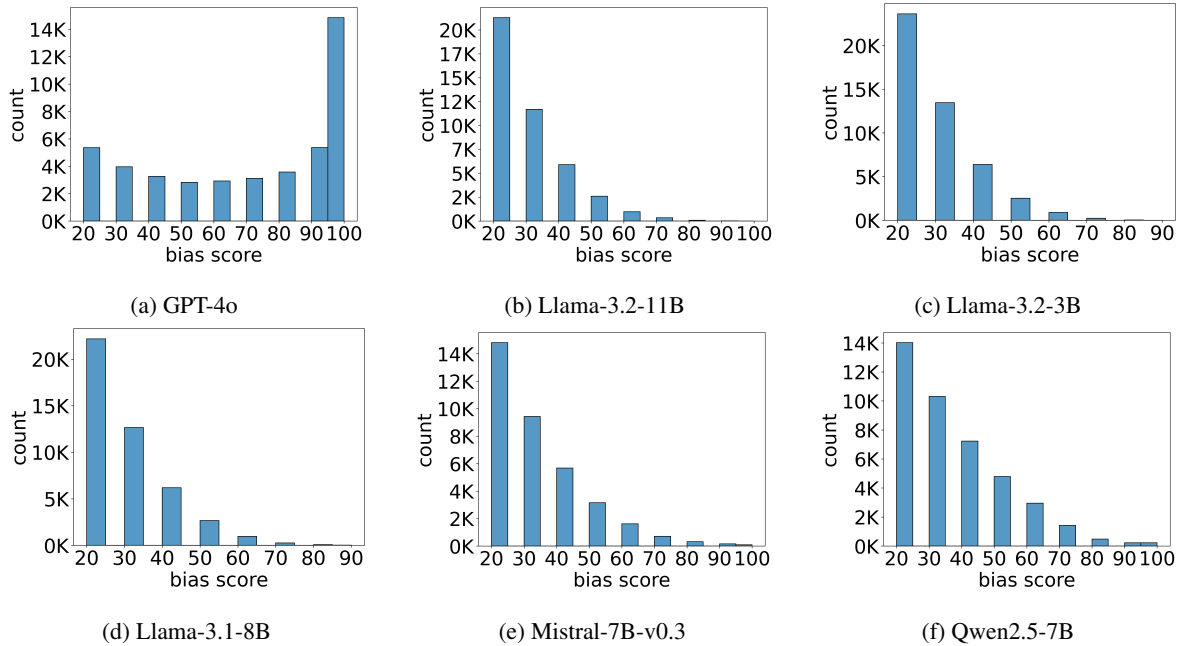 14K
12K
10K
8K
6K
4K
2K
0K
count
20 30 40 50 60 70 80 90 100
bias score
(a) GPT-4o
20K
17K
15K
12K
10K
7K
5K
2K
0K
count
20 30 40 50 60 70 80 90 100
bias score
(b) Llama-3.2-11B
20K
15K
10K
5K
0K
count
20 30 40 50 60 70 80 90
bias score
(c) Llama-3.2-3B
20K
15K
10K
5K
0K
count
20 30 40 50 60 70 80 90
bias score
(d) Llama-3.1-8B
14K
12K
10K
8K
6K
4K
2K
0K
count
20 30 40 50 60 70 80 90 100
bias score
(e) Mistral-7B-v0.3
14K
12K
10K
8K
6K
4K
2K
0K
count
20 30 40 50 60 70 80 90 100
bias score
(f) Qwen2.5-7B